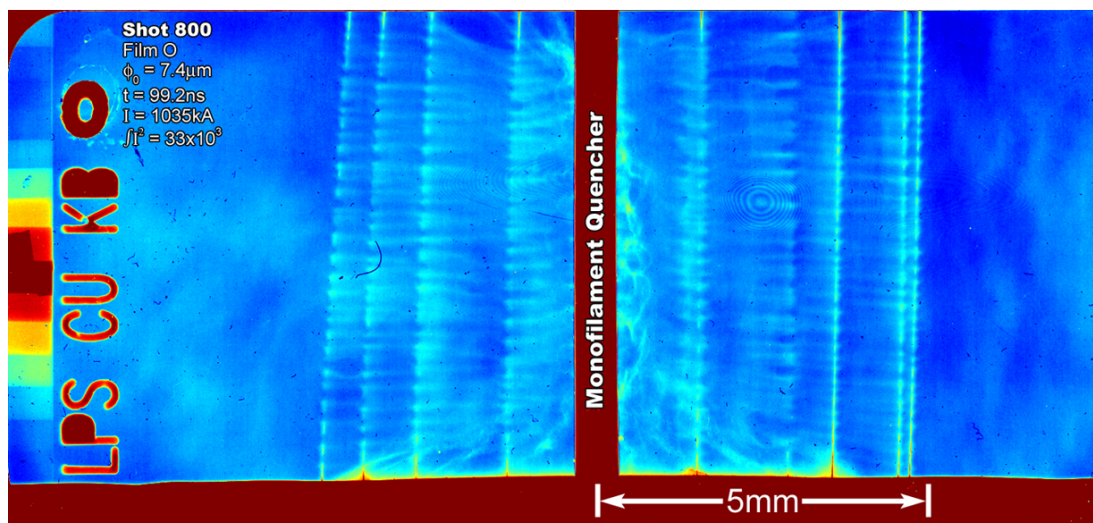 Shot 800
Film O
ϕ₀ = 7.4μm
t = 99.2ns
I = 1035kA
∫I² = 33x10³
LPS CU KB O
Monofilament Quencher
5mm